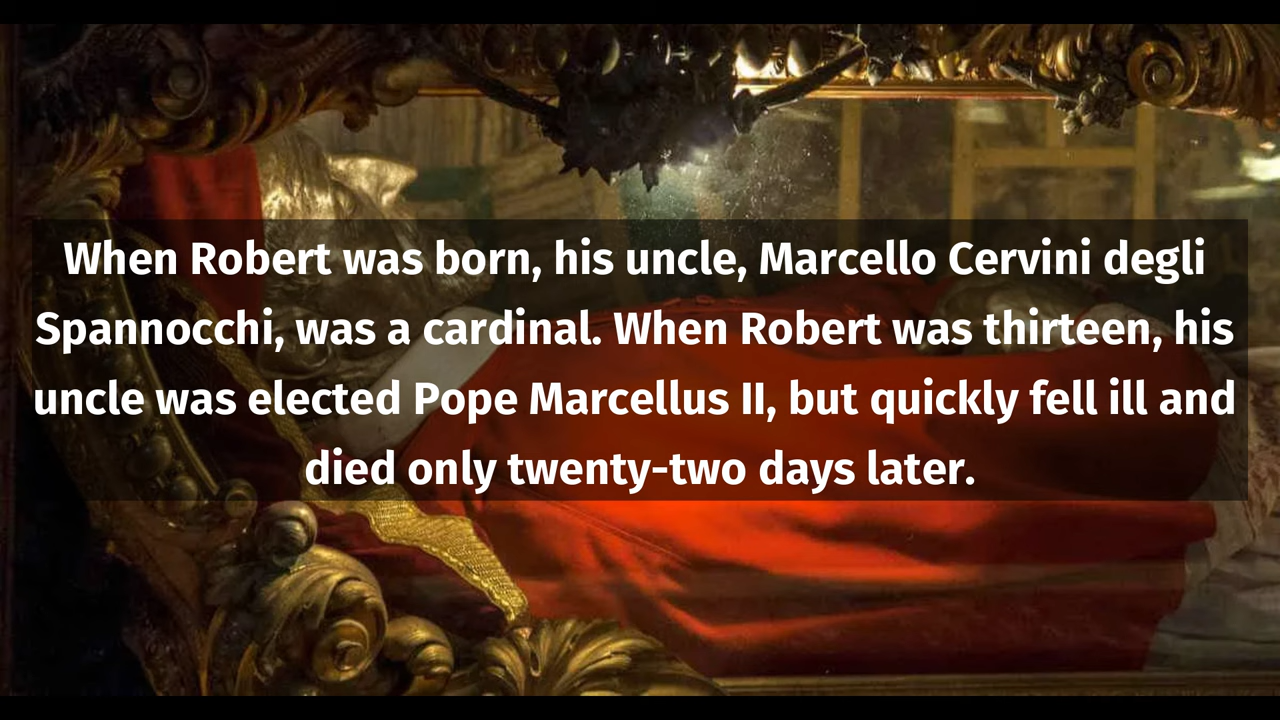 When Robert was born, his uncle, Marcello Cervini degli
Spannocchi, was a cardinal. When Robert was thirteen, his
uncle was elected Pope Marcellus II, but quickly fell ill and
died only twenty-two days later.